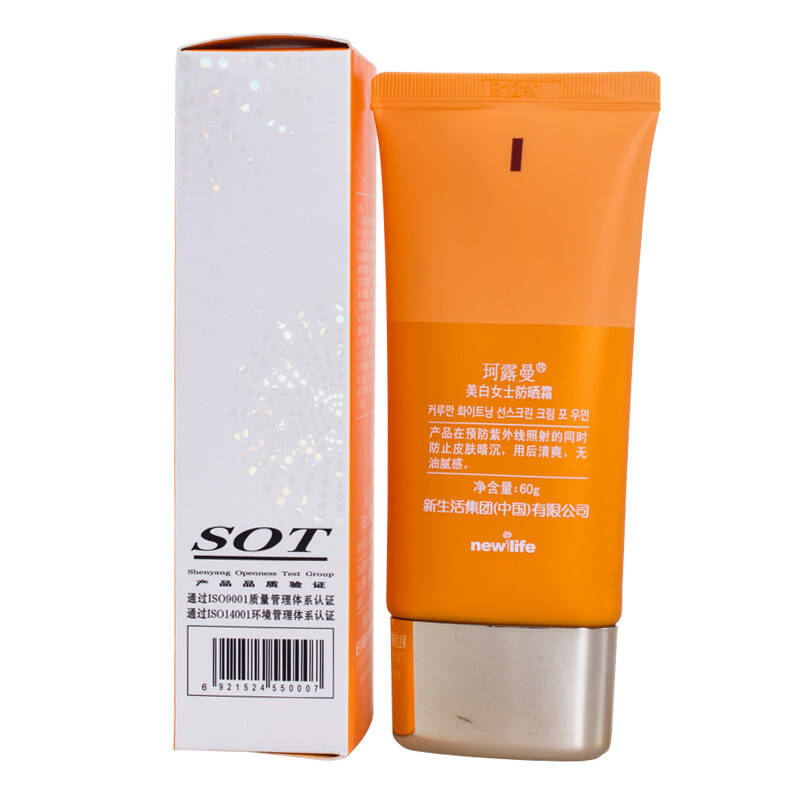 SOT
Shenyang Openness Test Group
产品品质验证
通过ISO9001质量管理体系认证
通过ISO14001环境管理体系认证
6 921524 550007
B12A0
珂露曼®
美白女士防晒霜
커루만 화이트닝 선스크린 크림 포 우먼
产品在预防紫外线照射的同时
防止皮肤暗沉，用后清爽，无
油腻感。
净含量:60g
新生活集团(中国)有限公司
newlife